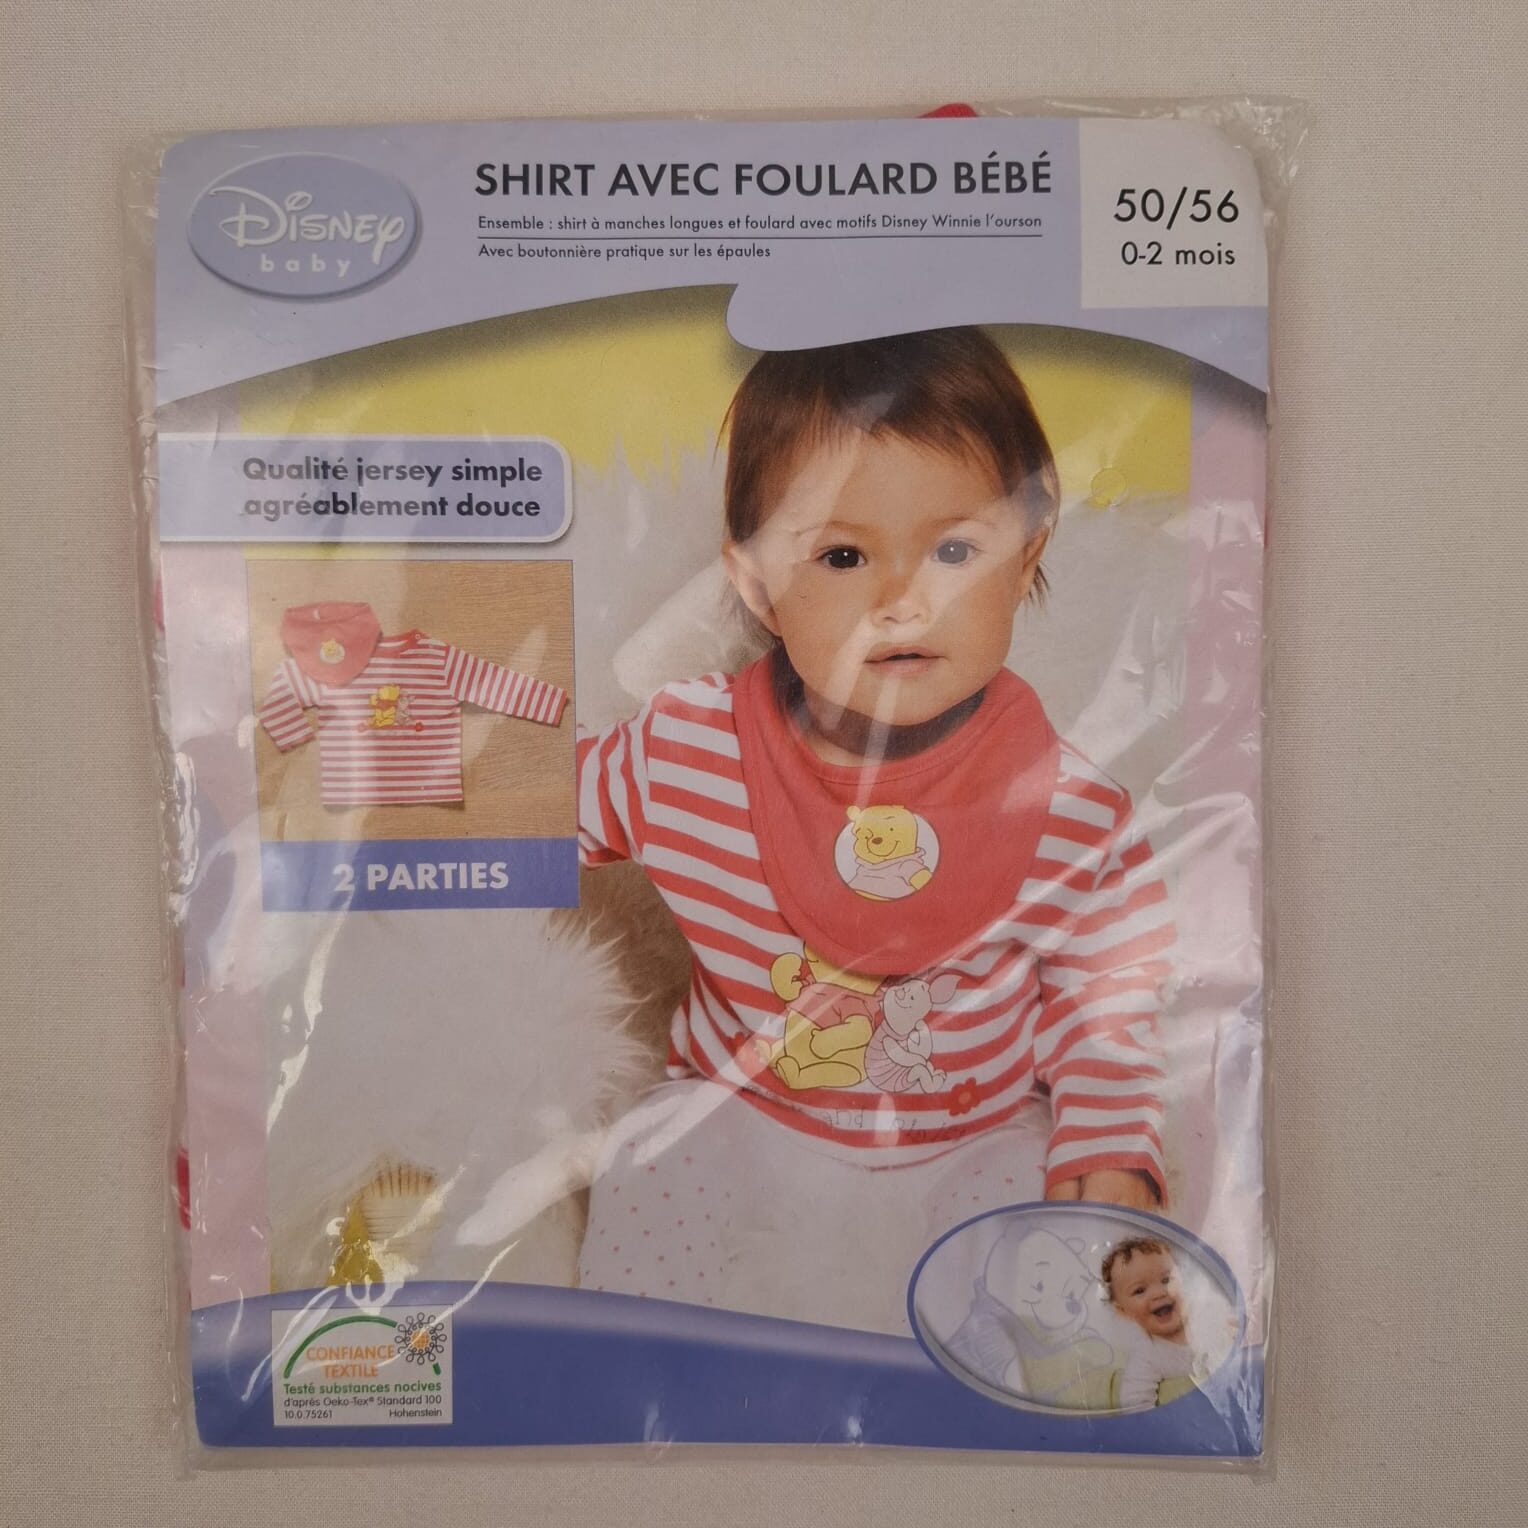 Disney
baby
SHIRT AVEC FOULARD BÉBÉ
Ensemble : shirt à manches longues et foulard avec motifs Disney Winnie l'ourson
Avec boutonnière pratique sur les épaules
50/56
0-2 mois
Qualité jersey simple
agréablement douce
2 PARTIES
and
CONFIANCE
TEXTILE
Testé substances nocives
d'après Oeko-Tex® Standard 100
10.0.75261 Hohenstein